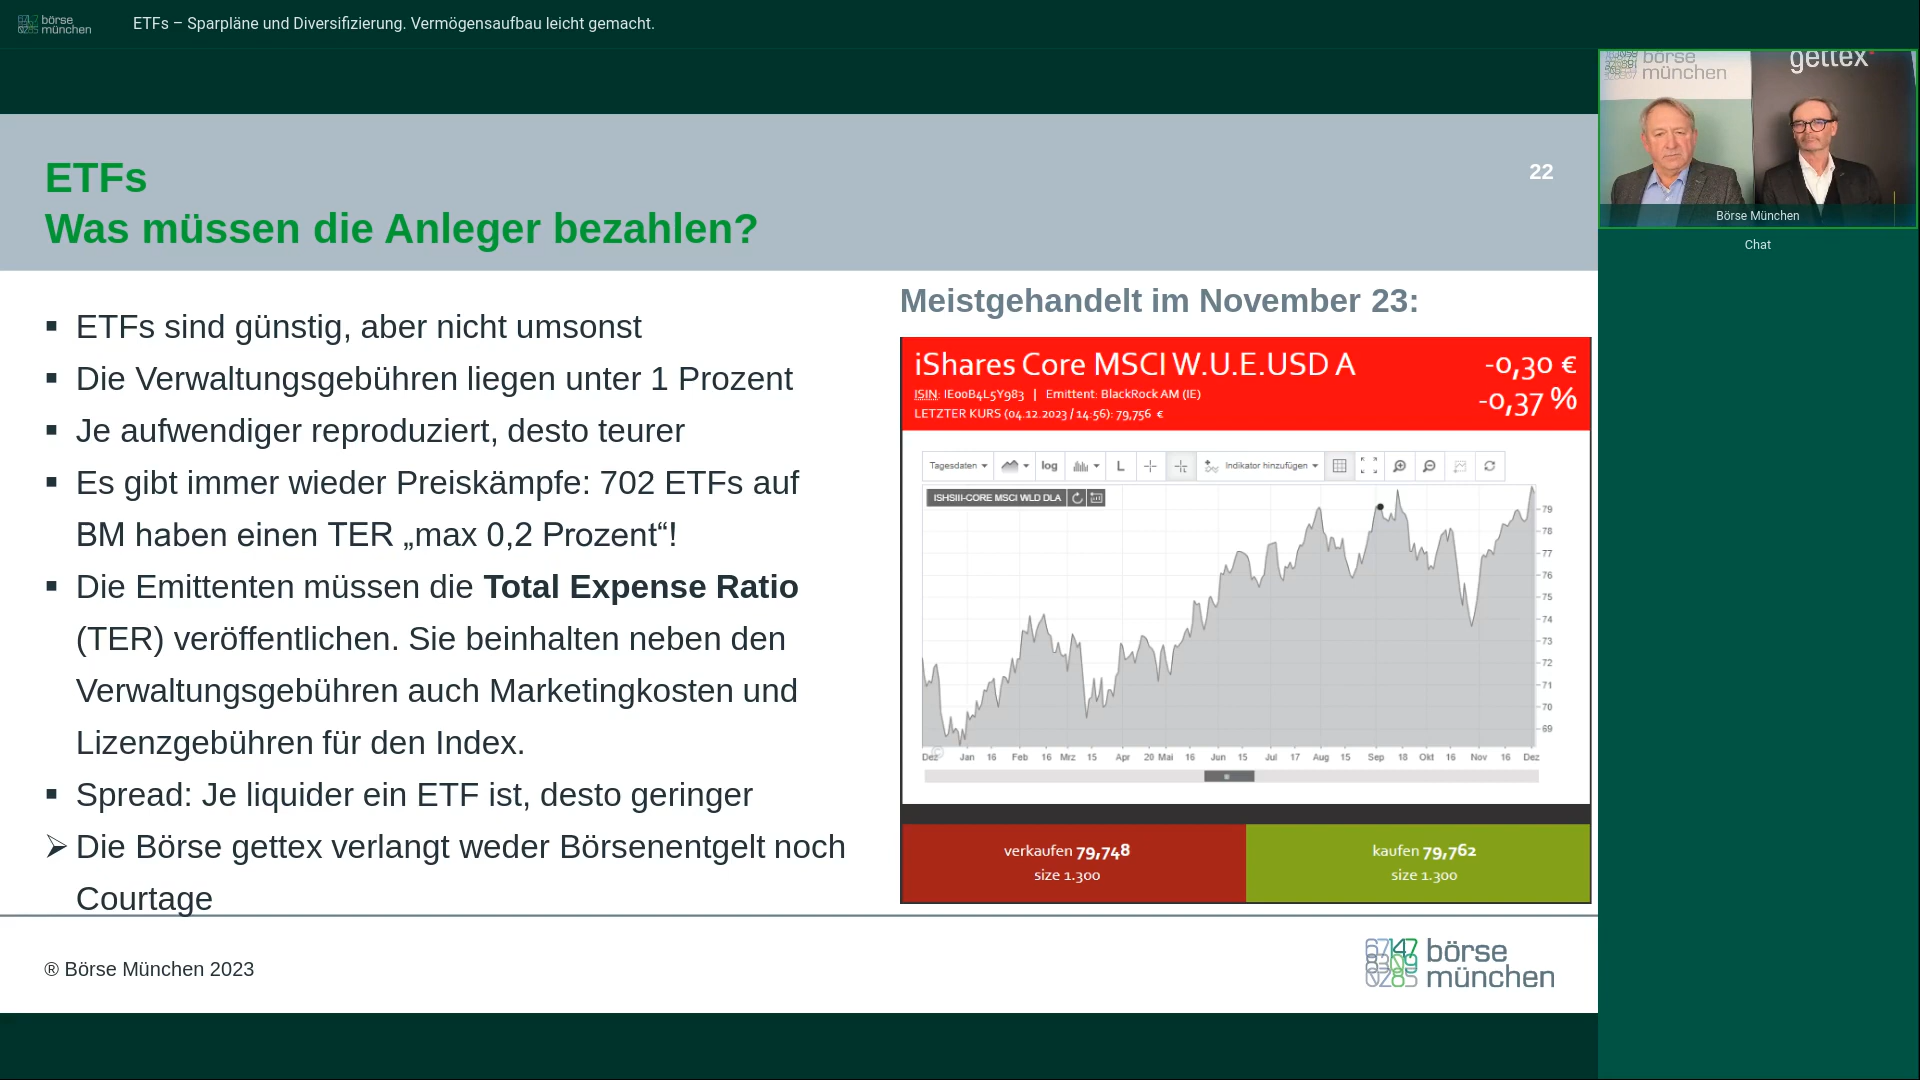 börse
münchen
ETFs – Sparpläne und Diversifizierung. Vermögensaufbau leicht gemacht.
börse
münchen
gettex
Börse München
Chat
ETFs
Was müssen die Anleger bezahlen?
22
▪ ETFs sind günstig, aber nicht umsonst
▪ Die Verwaltungsgebühren liegen unter 1 Prozent
▪ Je aufwendiger reproduziert, desto teurer
▪ Es gibt immer wieder Preiskämpfe: 702 ETFs auf
BM haben einen TER „max 0,2 Prozent“!
▪ Die Emittenten müssen die Total Expense Ratio
(TER) veröffentlichen. Sie beinhalten neben den
Verwaltungsgebühren auch Marketingkosten und
Lizenzgebühren für den Index.
▪ Spread: Je liquider ein ETF ist, desto geringer
➢ Die Börse gettex verlangt weder Börsenentgelt noch
Courtage
Meistgehandelt im November 23:
iShares Core MSCI W.U.E.USD A
-0,30 €
ISIN: IE00B4L5Y983 | Emittent: BlackRock AM (IE)
-0,37 %
LETZTER KURS (04.12.2023 / 14:56): 79,756 €
Tagesdaten log L Indikator hinzufügen
ISHSIII-CORE MSCI WLD DLA
79
78
77
76
75
74
73
72
71
70
69
Dez Jan 16 Feb 16 Mrz 15 Apr 20 Mai 16 Jun 15 Jul 17 Aug 15 Sep 18 Okt 16 Nov 16 Dez
verkaufen 79,748
size 1.300
kaufen 79,762
size 1.300
® Börse München 2023
börse
münchen